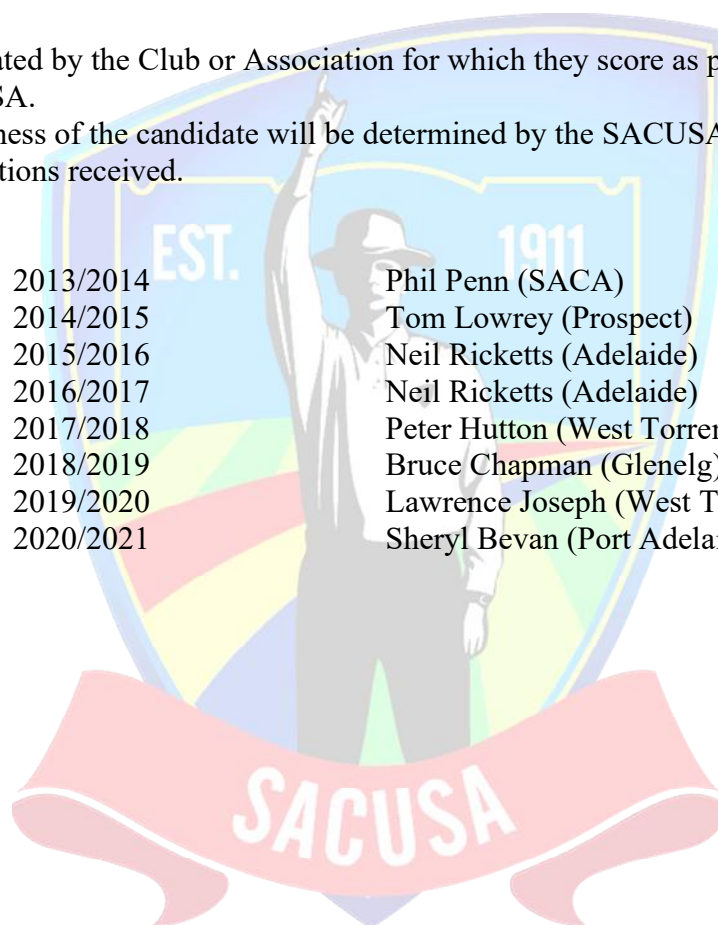 ated by the Club or Association for which they score as p
SA.
ness of the candidate will be determined by the SACUSA
tions received.
EST. 1911
2013/2014 Phil Penn (SACA)
2014/2015 Tom Lowrey (Prospect)
2015/2016 Neil Ricketts (Adelaide)
2016/2017 Neil Ricketts (Adelaide)
2017/2018 Peter Hutton (West Torren
2018/2019 Bruce Chapman (Glenelg)
2019/2020 Lawrence Joseph (West T
2020/2021 Sheryl Bevan (Port Adelai
SACUSA